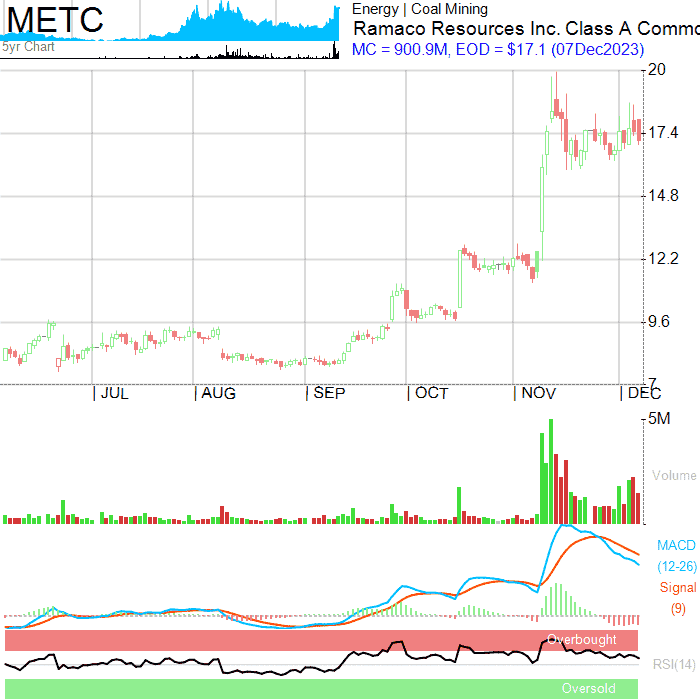 METC
5yr Chart
Energy | Coal Mining
Ramaco Resources Inc. Class A Commo
MC = 900.9M, EOD = $17.1 (07Dec2023)
20
17.4
14.8
12.2
9.6
7
JUL
AUG
SEP
OCT
NOV
DEC
5M
Volume
MACD
(12-26)
Signal
(9)
Overbought
RSI(14)
Oversold